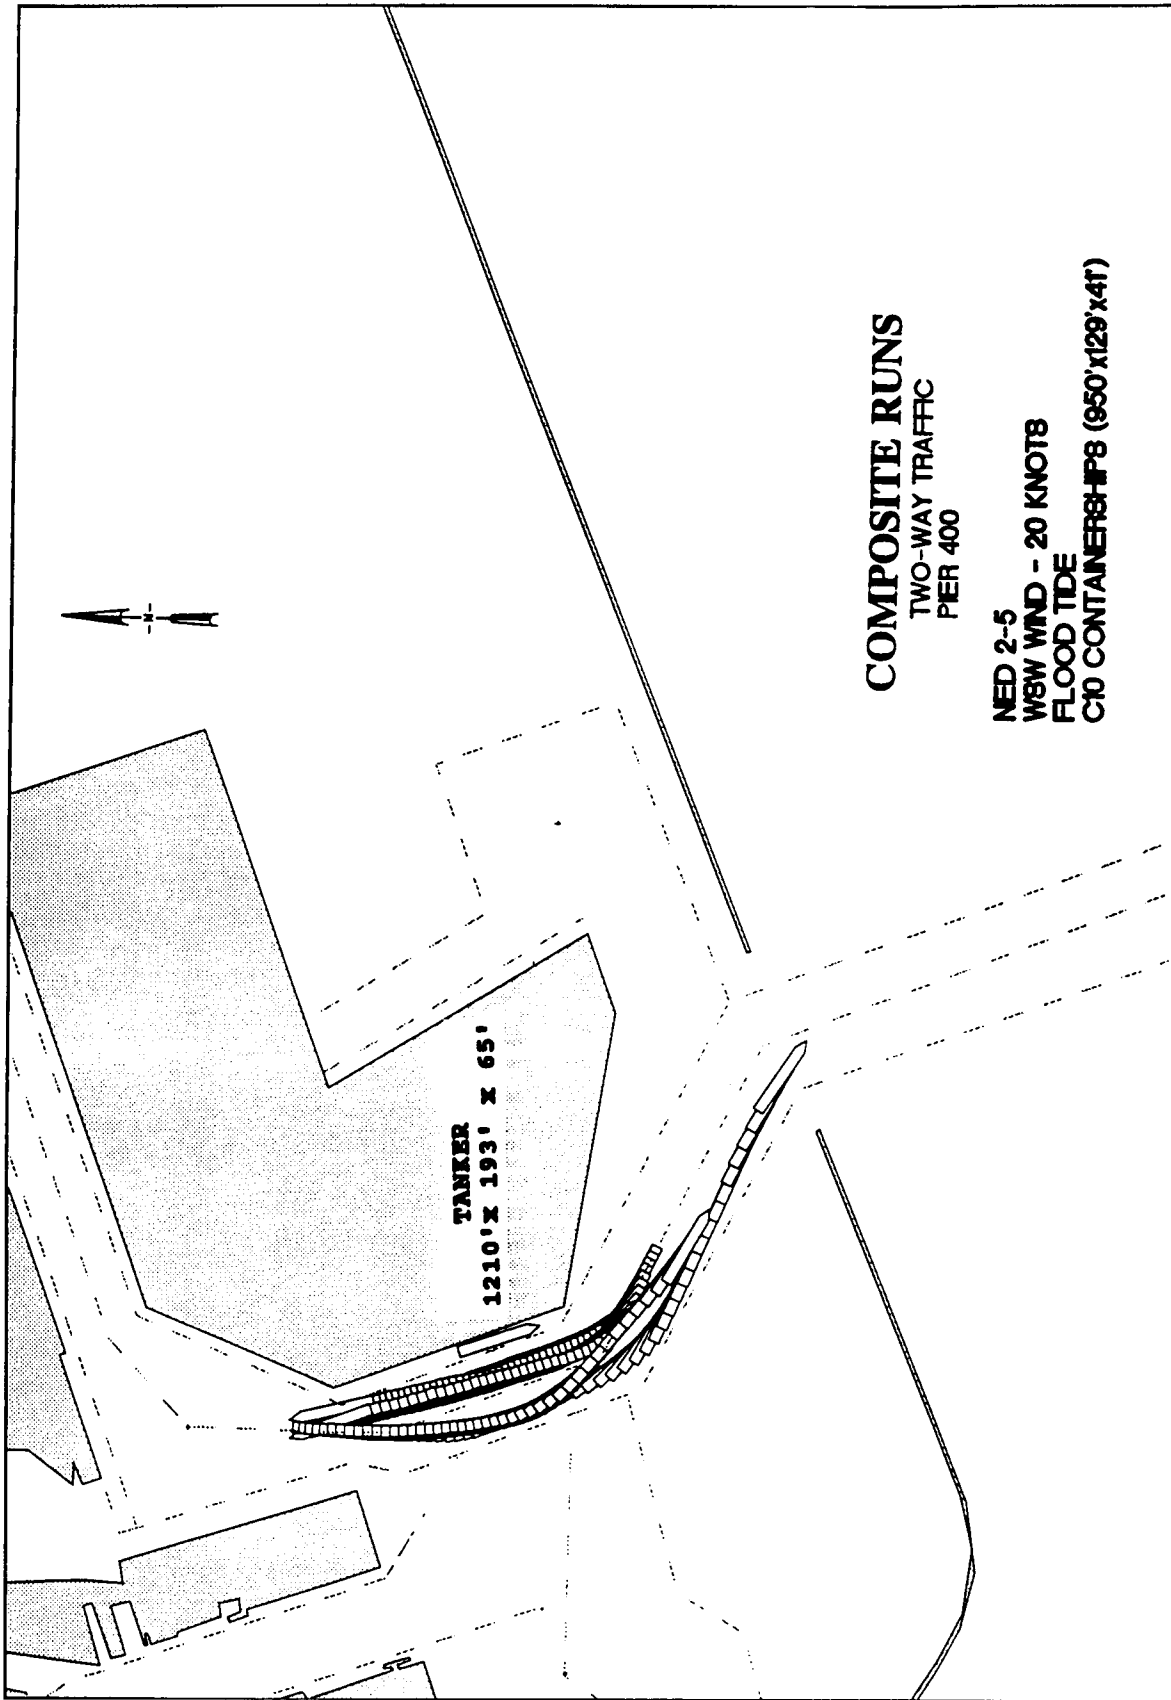 COMPOSITE RUNS
TWO-WAY TRAFFIC
PIER 400
NED 2-5
WSW WIND - 20 KNOTS
FLOOD TIDE
C10 CONTAINERSHIPS (950'x129'x41')
TANKER
1210'x 193' x 65'
N